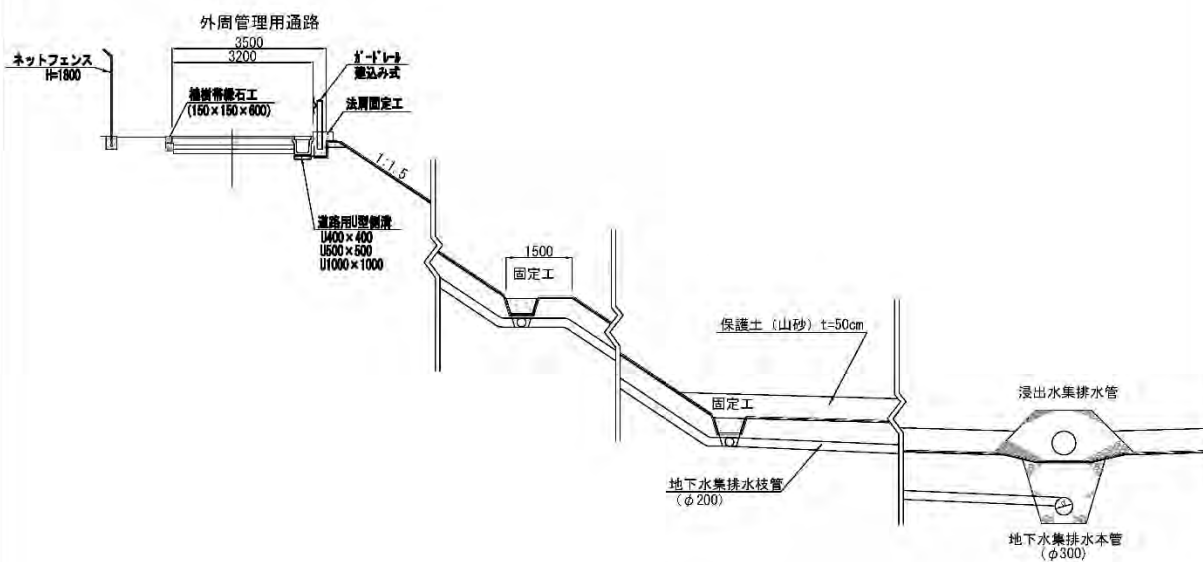 外周管理用通路
3500
3200
ネットフェンス
H=1800
植樹帯縁石工
(150×150×600)
ガードレール
建込み式
法肩固定工
1:1.5
道路用U型側溝
U400×400
U500×500
U1000×1000
1500
固定工
保護土（山砂）t=50cm
固定工
浸出水集排水管
地下水集排水枝管
（φ200）
地下水集排水本管
（φ300）